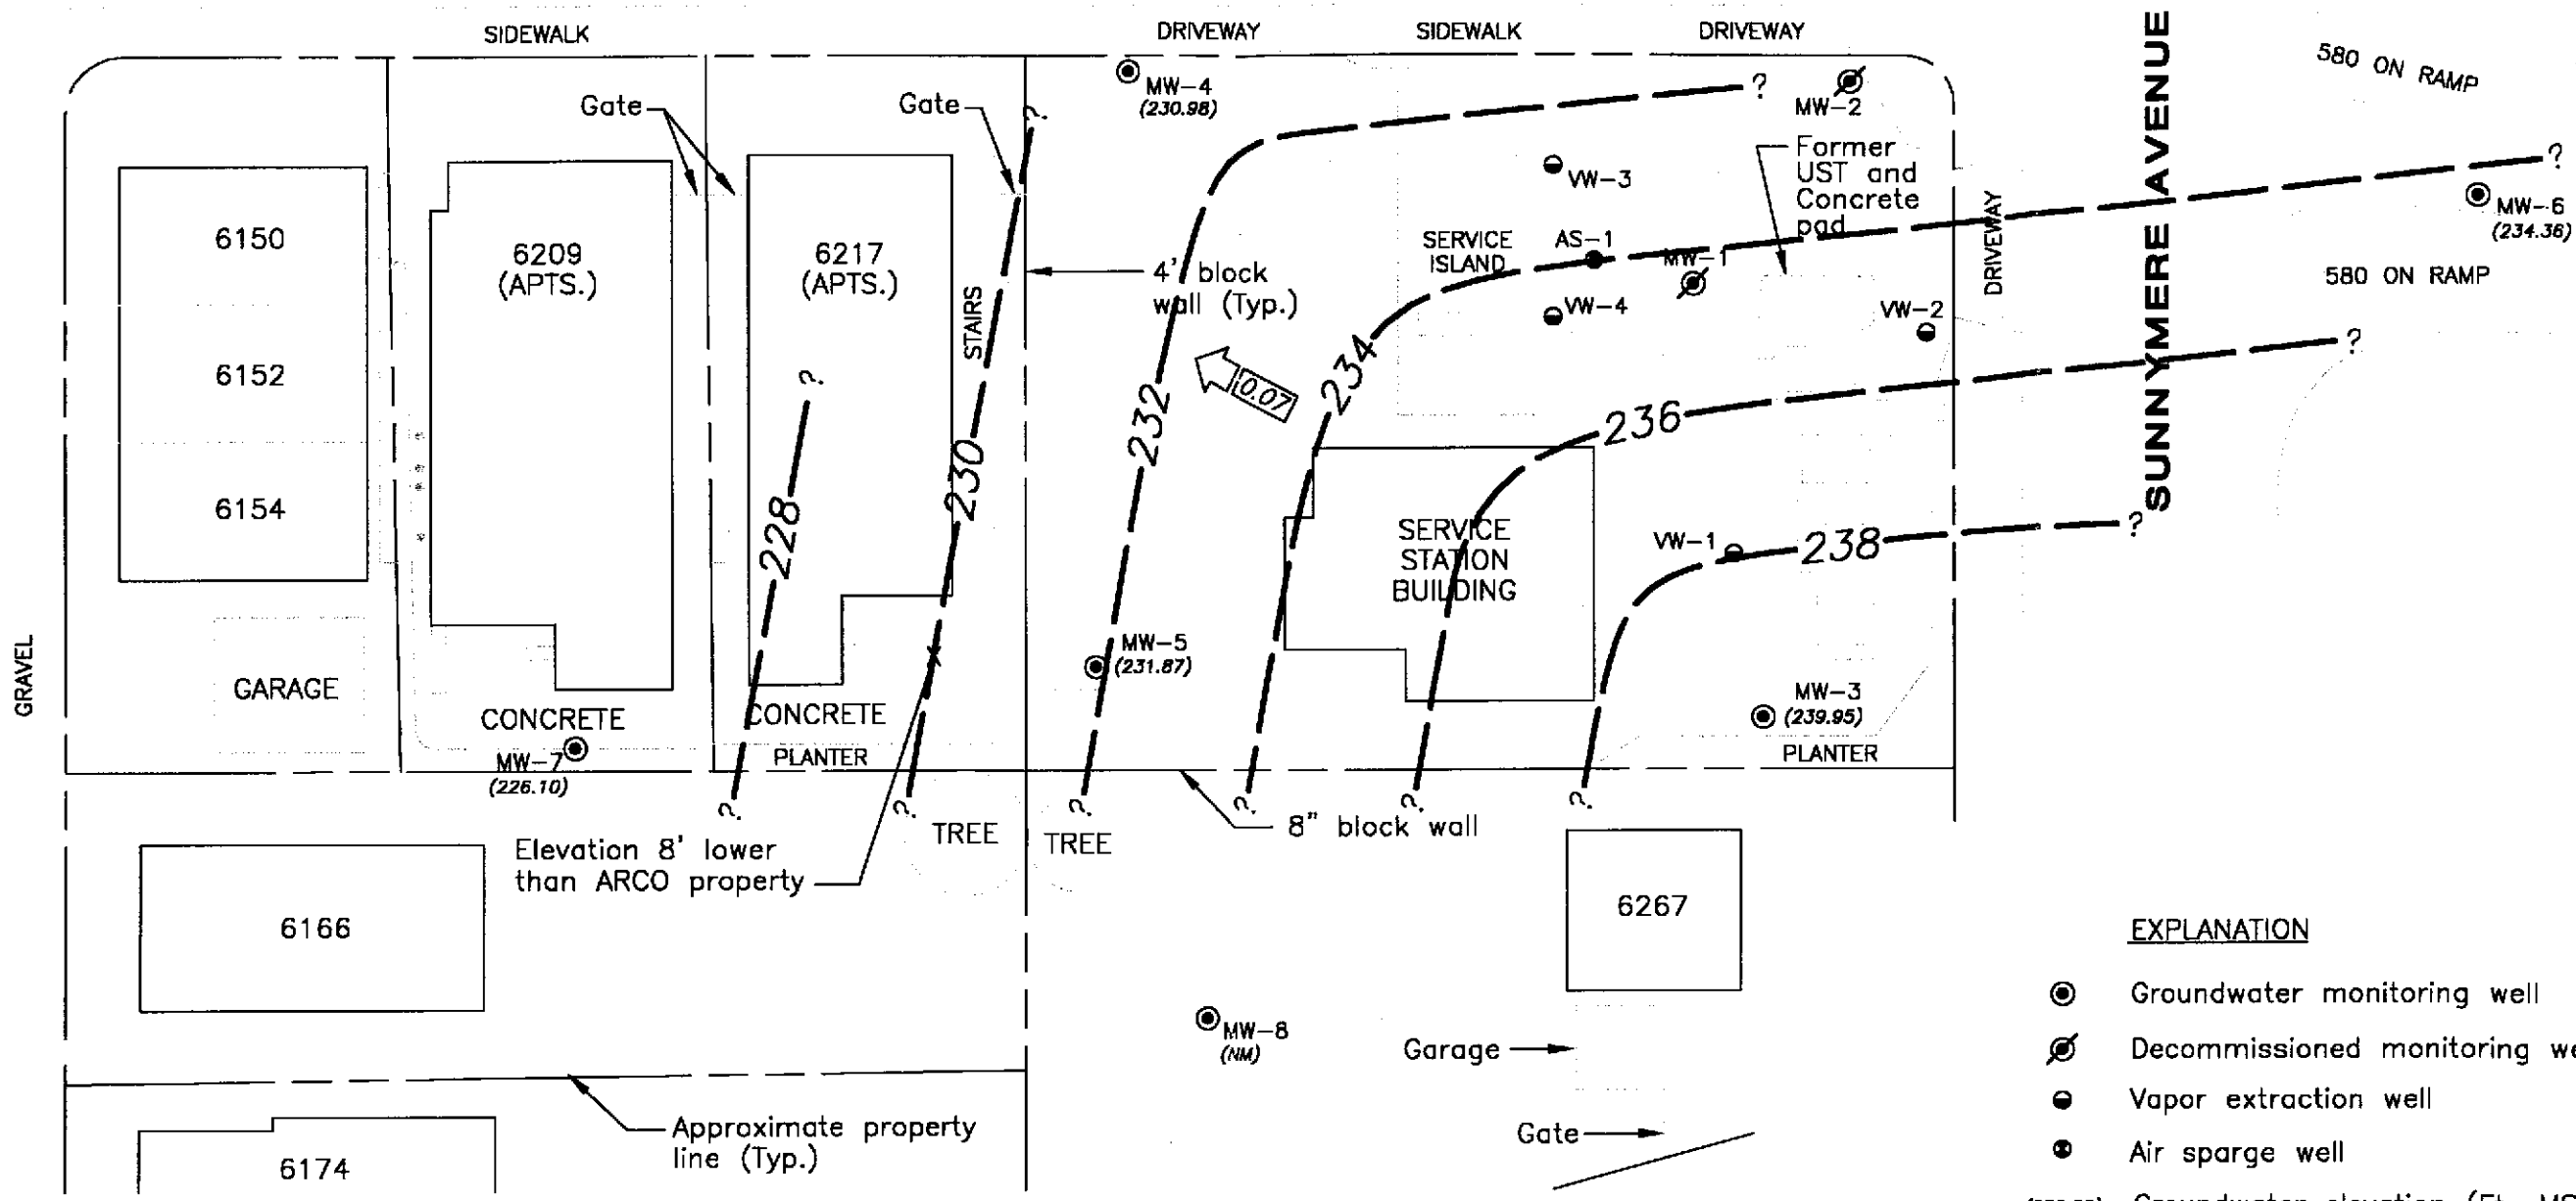 SIDEWALK
DRIVEWAY
SIDEWALK
DRIVEWAY
SUNNYMERE AVENUE
580 ON RAMP
Gate
Gate
MW-4
(230.98)
?
?
MW-2
?
Former
UST and
Concrete
pad
VW-3
MW-6
(234.36)
6150
6209
(APTS.)
6217
(APTS.)
STAIRS
4' block
wall (Typ.)
SERVICE
ISLAND
AS-1
MW-1
DRIVEWAY
580 ON RAMP
VW-4
VW-2
?
6152
?
0.07
234
232
236
6154
228
230
SERVICE
STATION
BUILDING
VW-1
238
?
GRAVEL
GARAGE
MW-5
(231.87)
MW-3
(239.95)
CONCRETE
CONCRETE
MW-7
(226.10)
PLANTER
PLANTER
?
?
?
?
?
?
TREE
TREE
8" block wall
Elevation 8' lower
than ARCO property
6166
6267
EXPLANATION
Groundwater monitoring well
MW-8
(NM)
Garage
Decommissioned monitoring we
Vapor extraction well
Approximate property
line (Typ.)
Gate
Air sparge well
6174
Groundwater elevation